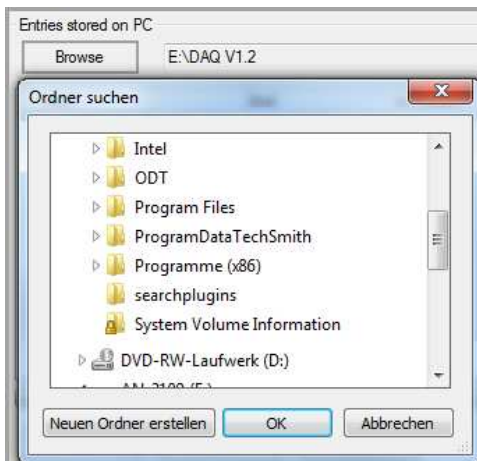 Entries stored on PC
Browse E:\DAQ V1.2
Ordner suchen
Intel
ODT
Program Files
ProgramDataTechSmith
Programme (x86)
searchplugins
System Volume Information
DVD-RW-Laufwerk (D:)
Neuen Ordner erstellen OK Abbrechen